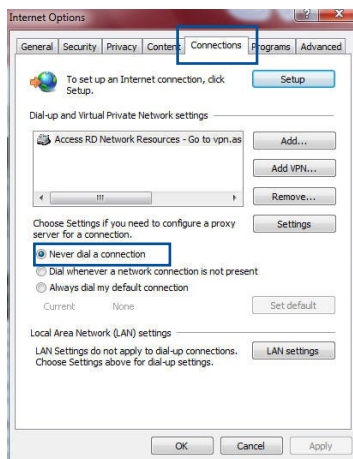 Internet Options
General Security Privacy Content Connections Programs Advanced
To set up an Internet connection, click
Setup.
Setup
Dial-up and Virtual Private Network settings
Access RD Network Resources - Go to vpn.as
Add...
Add VPN...
Remove...
Choose Settings if you need to configure a proxy
server for a connection.
Settings
Never dial a connection
Dial whenever a network connection is not present
Always dial my default connection
Current None
Set default
Local Area Network (LAN) settings
LAN Settings do not apply to dial-up connections.
Choose Settings above for dial-up settings.
LAN settings
OK Cancel Apply